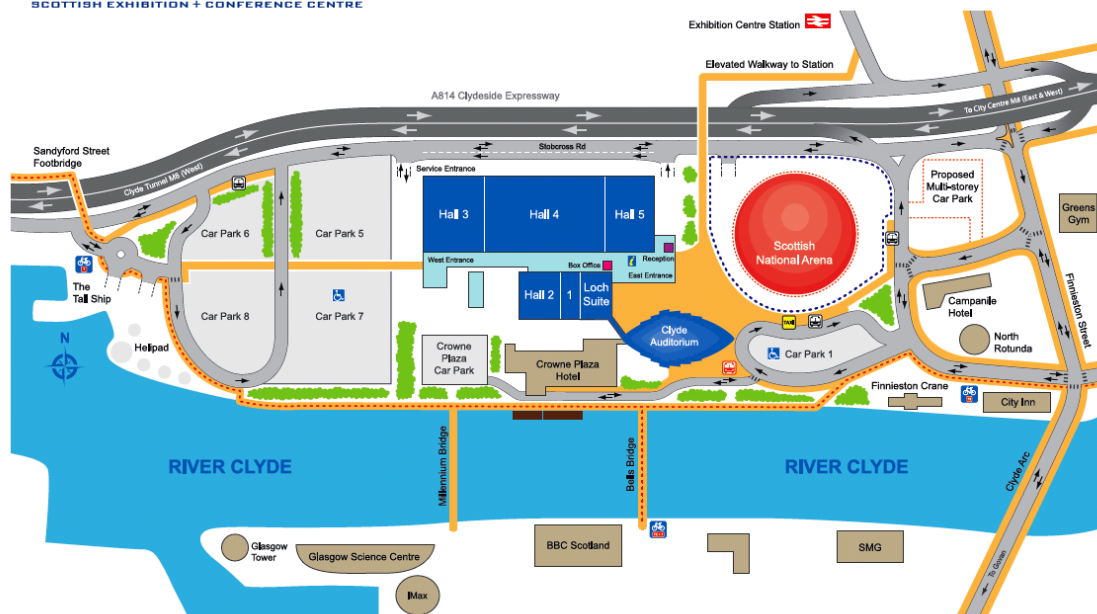 SCOTTISH EXHIBITION + CONFERENCE CENTRE
Exhibition Centre Station
Elevated Walkway to Station
A814 Clydeside Expressway
To City Centre M8 (East & West)
Sandyford Street
Footbridge
Stobcross Rd
Clyde Tunnel M8 (West)
Service Entrance
Proposed
Multi-storey
Car Park
Greens
Gym
Hall 3
Hall 4
Hall 5
Car Park 6
Car Park 5
Scottish
National Arena
West Entrance
Box Office
Reception
East Entrance
The
Tall Ship
Hall 2
1
Loch
Suite
Finnieston Street
Campanile
Hotel
Car Park 8
Car Park 7
Clyde
Auditorium
TAXI
N
Helipad
Crowne
Plaza
Car Park
Crowne Plaza
Hotel
Car Park 1
North
Rotunda
Finnieston Crane
City Inn
RIVER CLYDE
Millennium Bridge
Bells Bridge
RIVER CLYDE
Clyde Arc
Glasgow
Tower
Glasgow Science Centre
BBC Scotland
SMG
IMax
To Govan